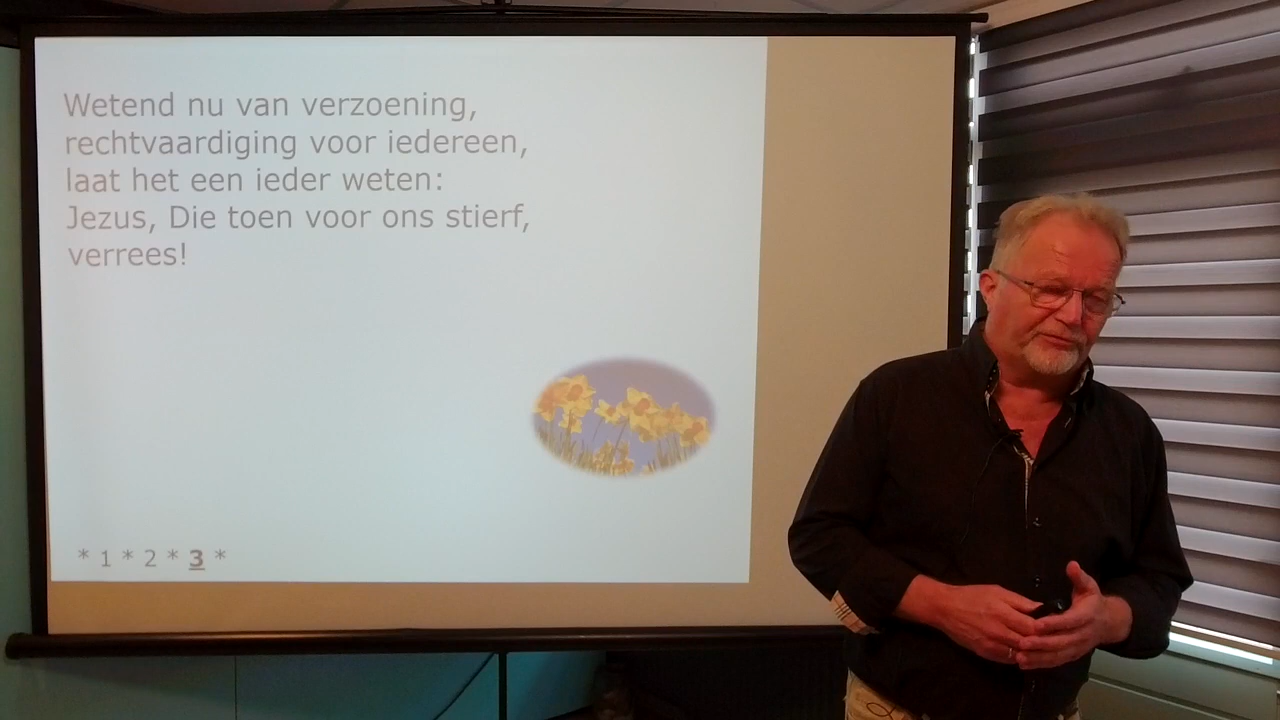 Wetend nu van verzoening,
rechtvaardiging voor iedereen,
laat het een ieder weten:
Jezus, Die toen voor ons stierf,
verrees!
* 1 * 2 * 3 *